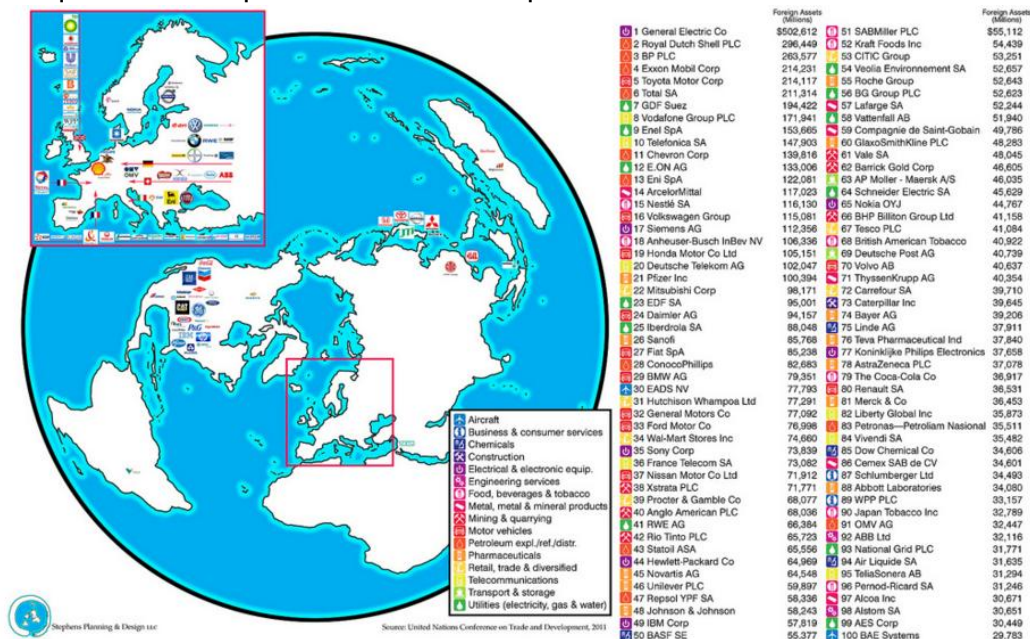 Foreign Assets (Millions)
1 General Electric Co $502,612
2 Royal Dutch Shell PLC 296,449
3 BP PLC 263,577
4 Exxon Mobil Corp 214,231
5 Toyota Motor Corp 214,117
6 Total SA 211,314
7 GDF Suez 194,422
8 Vodafone Group PLC 171,941
9 Enel SpA 153,665
10 Telefonica SA 147,903
11 Chevron Corp 139,816
12 E.ON AG 133,006
13 Eni SpA 122,081
14 ArcelorMittal 117,023
15 Nestlé SA 116,130
16 Volkswagen Group 115,081
17 Siemens AG 112,356
18 Anheuser-Busch InBev NV 106,336
19 Honda Motor Co Ltd 105,151
20 Deutsche Telekom AG 102,047
21 Pfizer Inc 100,394
22 Mitsubishi Corp 98,171
23 EDF SA 95,001
24 Daimler AG 94,157
25 Iberdrola SA 88,048
26 Sanofi 85,768
27 Fiat SpA 85,238
28 ConocoPhillips 82,683
29 BMW AG 79,351
30 EADS NV 77,793
31 Hutchison Whampoa Ltd 77,291
32 General Motors Co 77,092
33 Ford Motor Co 76,998
34 Wal-Mart Stores Inc 74,660
35 Sony Corp 73,839
36 France Telecom SA 73,082
37 Nissan Motor Co Ltd 71,912
38 Xstrata PLC 71,771
39 Procter & Gamble Co 68,077
40 Anglo American PLC 68,036
41 RWE AG 66,384
42 Rio Tinto PLC 65,723
43 Statoil ASA 65,556
44 Hewlett-Packard Co 64,969
45 Novartis AG 64,548
46 Unilever PLC 59,897
47 Repsol YPF SA 58,336
48 Johnson & Johnson 58,243
49 IBM Corp 57,819
50 BASF SE 55,377
Foreign Assets (Millions)
51 SABMiller PLC $55,112
52 Kraft Foods Inc 54,439
53 CITIC Group 53,251
54 Veolia Environnement SA 52,657
55 Roche Group 52,643
56 BG Group PLC 52,623
57 Lafarge SA 52,244
58 Vattenfall AB 51,940
59 Compagnie de Saint-Gobain 49,786
60 GlaxoSmithKline PLC 48,283
61 Vale SA 48,045
62 Barrick Gold Corp 46,605
63 AP Moller - Maersk A/S 46,035
64 Schneider Electric SA 45,629
65 Nokia OYJ 44,767
66 BHP Billiton Group Ltd 41,158
67 Tesco PLC 41,084
68 British American Tobacco 40,922
69 Deutsche Post AG 40,739
70 Volvo AB 40,637
71 ThyssenKrupp AG 40,354
72 Carrefour SA 39,710
73 Caterpillar Inc 39,645
74 Bayer AG 39,206
75 Linde AG 37,911
76 Teva Pharmaceutical Ind 37,840
77 Koninklijke Philips Electronics 37,658
78 AstraZeneca PLC 37,078
79 The Coca-Cola Co 36,917
80 Renault SA 36,531
81 Merck & Co 36,453
82 Liberty Global Inc 35,873
83 Petronas—Petroliam Nasional 35,511
84 Vivendi SA 35,482
85 Dow Chemical Co 34,606
86 Cemex SAB de CV 34,601
87 Schlumberger Ltd 34,493
88 Abbott Laboratories 34,080
89 WPP PLC 33,157
90 Japan Tobacco Inc 32,789
91 OMV AG 32,447
92 ABB Ltd 32,116
93 National Grid PLC 31,771
94 Air Liquide SA 31,635
95 TeliaSonera AB 31,294
96 Pernod-Ricard SA 31,246
97 Alcoa Inc 30,671
98 Alstom SA 30,651
99 AES Corp 30,449
100 BAE Systems 29,783
Aircraft
Business & consumer services
Chemicals
Construction
Electrical & electronic equip.
Engineering services
Food, beverages & tobacco
Metal, metal & mineral products
Mining & quarrying
Motor vehicles
Petroleum expl./ref./distr.
Pharmaceuticals
Retail, trade & diversified
Telecommunications
Transport & storage
Utilities (electricity, gas & water)
Stephens Planning & Design LLC
Source: United Nations Conference on Trade and Development, 2011